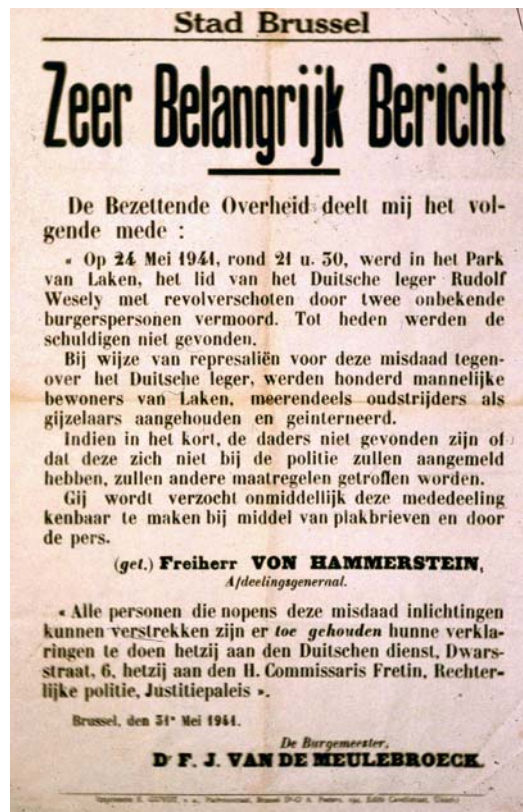 Stad Brussel
Zeer Belangrijk Bericht
De Bezettende Overheid deelt mij het vol-
gende mede :
« Op 24 Mei 1941, rond 21 u. 30, werd in het Park
van Laken, het lid van het Duitsche leger Rudolf
Wesely met revolverschoten door twee onbekende
burgerspersonen vermoord. Tot heden werden de
schuldigen niet gevonden.
Bij wijze van represaliën voor deze misdaad tegen-
over het Duitsche leger, werden honderd mannelijke
bewoners van Laken, meerendeels oudstrijders als
gijzelaars aangehouden en geinterneerd.
Indien in het kort, de daders niet gevonden zijn of
dat deze zich niet bij de politie zullen aangemeld
hebben, zullen andere maatregelen getroffen worden.
Gij wordt verzocht onmiddellijk deze mededeeling
kenbaar te maken bij middel van plakbrieven en door
de pers.
(get.) Freiherr VON HAMMERSTEIN,
Afdeelingsgeneraal.
« Alle personen die nopens deze misdaad inlichtingen
kunnen verstrekken zijn er toe gehouden hunne verkla-
ringen te doen hetzij aan den Duitschen dienst, Dwars-
straat, 6, hetzij aan den H. Commissaris Fretin, Rechter-
lijke politie, Justitiepaleis ».
Brussel, den 31e Mei 1941.
De Burgemeester,
Dr F. J. VAN DE MEULEBROECK.